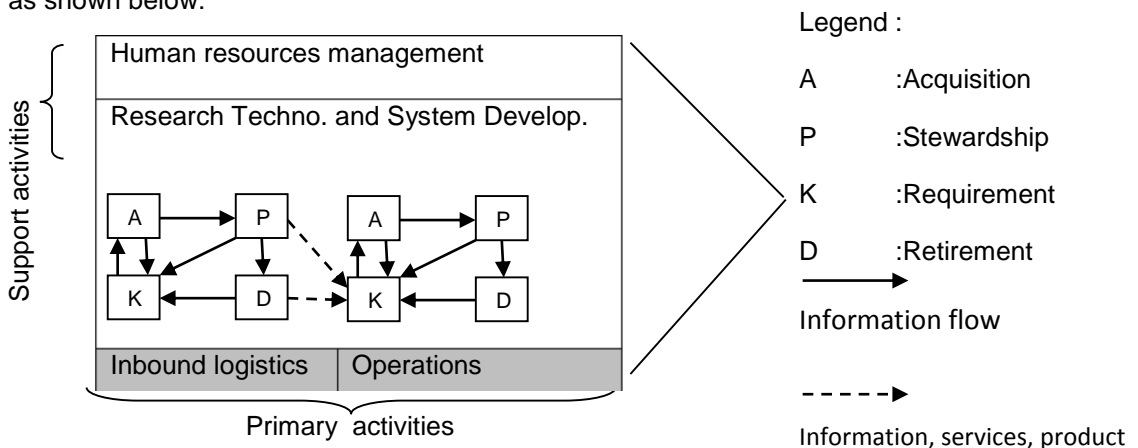 as shown below:
Support activities
Human resources management
Research Techno. and System Develop.
A P A P
K D K D
Inbound logistics Operations
Primary activities
Legend :
A :Acquisition
P :Stewardship
K :Requirement
D :Retirement
Information flow
Information, services, product